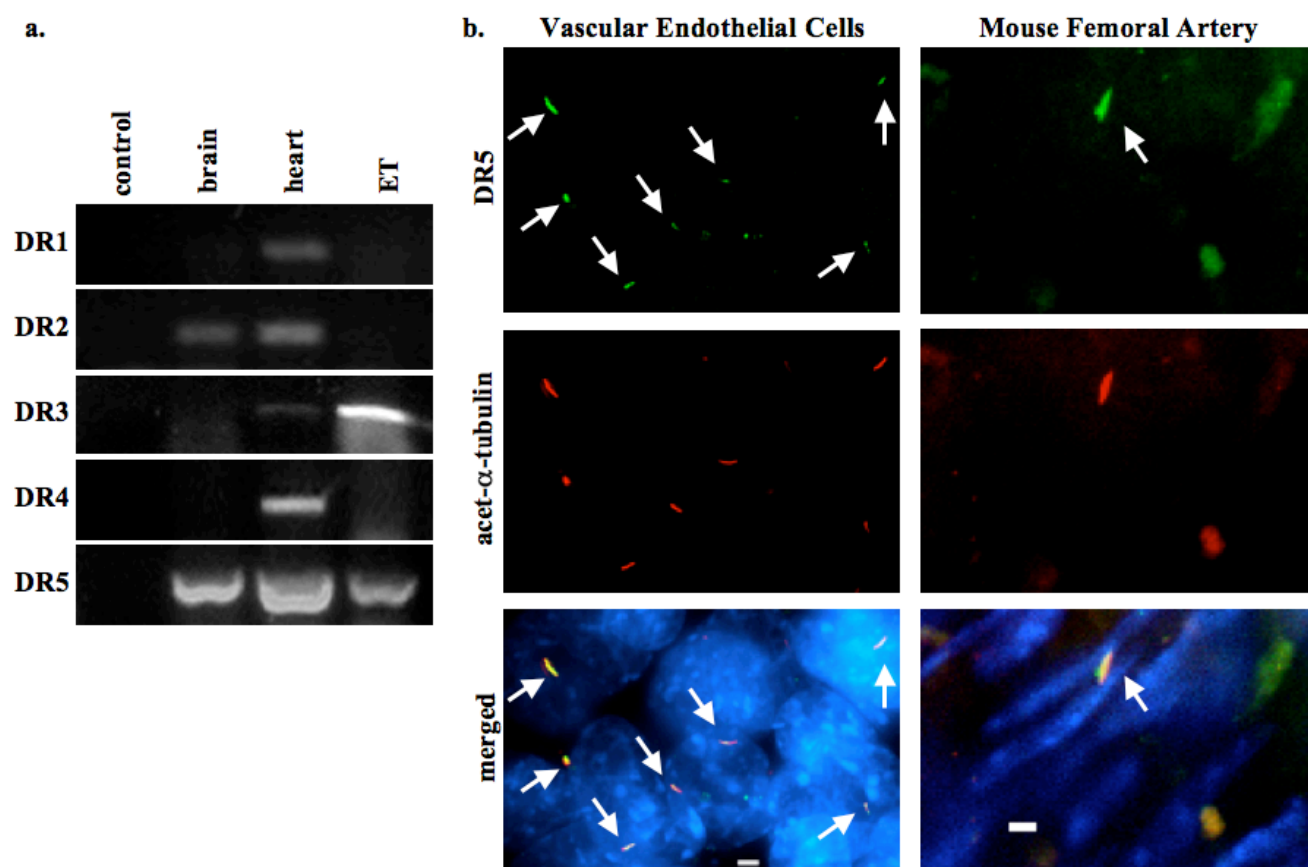 a.
control
brain
heart
ET
DR1
DR2
DR3
DR4
DR5
b.
Vascular Endothelial Cells
Mouse Femoral Artery
DR5
acet-α-tubulin
merged